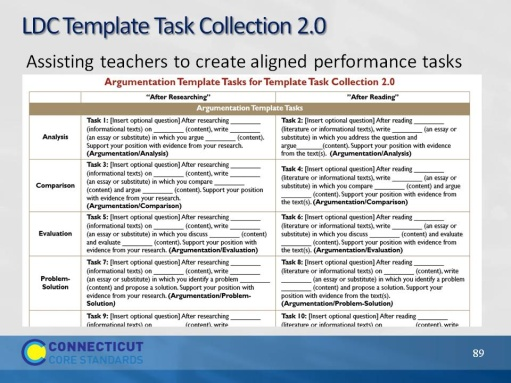 LDC Template Task Collection 2.0
Assisting teachers to create aligned performance tasks
Argumentation Template Tasks for Template Task Collection 2.0
"After Researching"
"After Reading"
Argumentation Template Tasks
Analysis
Task 1: [Insert optional question] After researching ________
(informational texts) on ________ (content), write ________
(an essay or substitute) in which you argue ________ (content).
Support your position with evidence from your research.
(Argumentation/Analysis)
Task 2: [Insert optional question] After reading ________
(literature or informational texts), write ________ (an essay or
substitute) in which you address the question and
argue________(content). Support your position with evidence
from the text(s). (Argumentation/Analysis)
Comparison
Task 3: [Insert optional question] After researching ________
(informational texts) on ________ (content), write ________
(an essay or substitute) in which you compare ________
(content) and argue ________ (content). Support your position
with evidence from your research.
(Argumentation/Comparison)
Task 4: [Insert optional question] After reading ________
(literature or informational texts), write ________ (an essay or
substitute) in which you compare ________ (content) and argue
________ (content). Support your position with evidence from
the text(s). (Argumentation/Comparison)
Evaluation
Task 5: [Insert optional question] After researching ________
(informational texts) on ________ (content), write ________
(an essay or substitute) in which you discuss ________ (content)
and evaluate ________ (content). Support your position with
evidence from your research. (Argumentation/Evaluation)
Task 6: [Insert optional question] After reading ________
(literature or informational texts), write ________ (an essay or
substitute) in which you discuss ________ (content) and evaluate
________ (content). Support your position with evidence from
the text(s). (Argumentation/Evaluation)
Problem-
Solution
Task 7: [Insert optional question] After researching ________
(informational texts) on ________ (content), write ________
(an essay or substitute) in which you identify a problem ________
(content) and propose a solution. Support your position with
evidence from your research. (Argumentation/Problem-
Solution)
Task 8: [Insert optional question] After reading ________
(literature or informational texts) on ________ (content), write
________ (an essay or substitute) in which you identify a problem
________ (content) and propose a solution. Support your
position with evidence from the text(s).
(Argumentation/Problem-Solution)
Task 9: [Insert optional question] After researching ________
(informational texts) on ________ (content), write ________
Task 10: [Insert optional question] After reading ________
(literature or informational texts) on ________ (content), write
CONNECTICUT
CORE STANDARDS
89